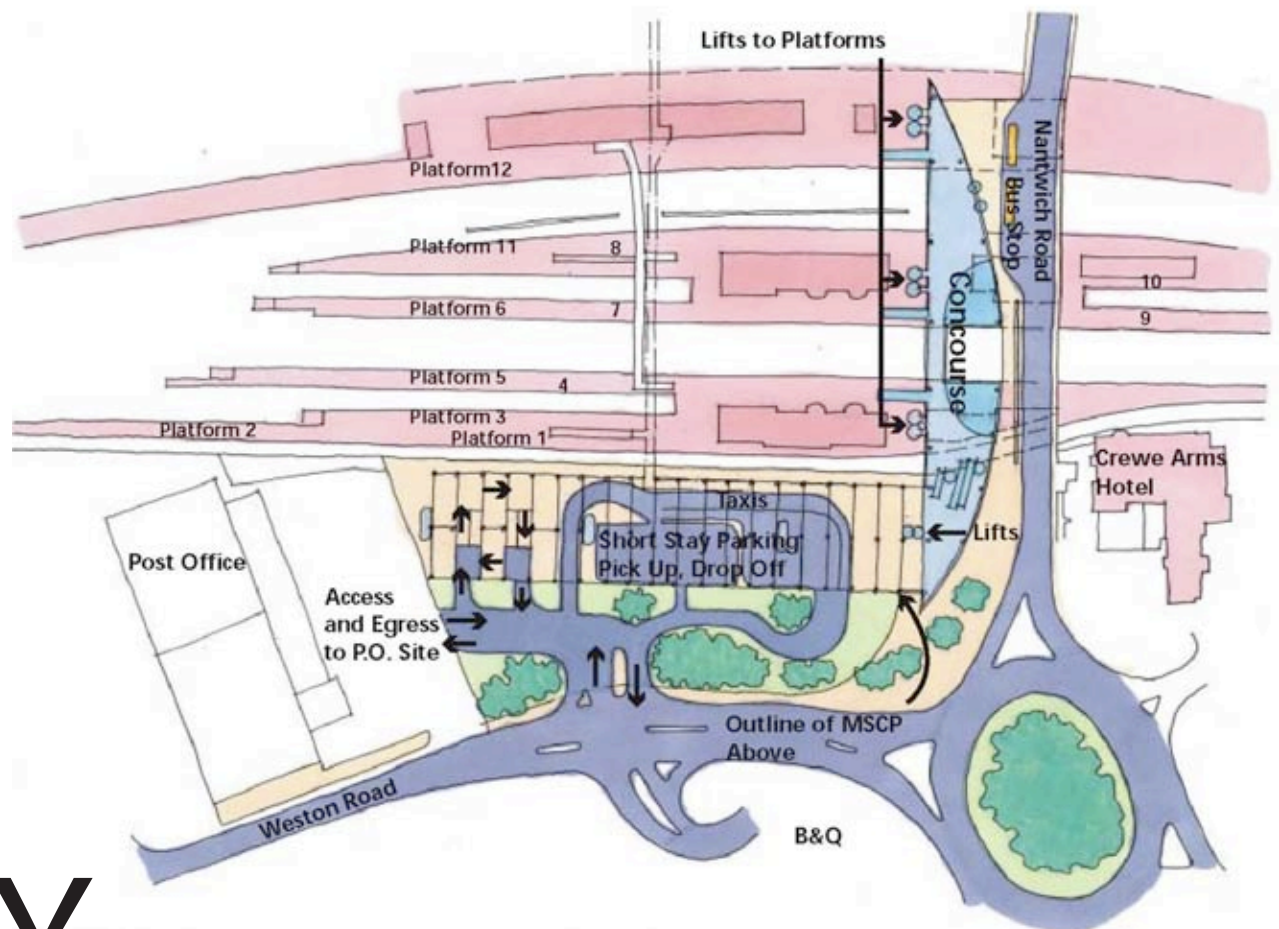 Lifts to Platforms
Nantwich Road
Bus Stop
Platform12
Platform 11
8
10
Platform 6
7
9
Concourse
Platform 5
4
Platform 3
Platform 2
Platform 1
Crewe Arms
Hotel
Taxis
Short Stay Parking
Pick Up, Drop Off
Lifts
Post Office
Access
and Egress
to P.O. Site
Outline of MSCP
Above
Weston Road
B&Q
y